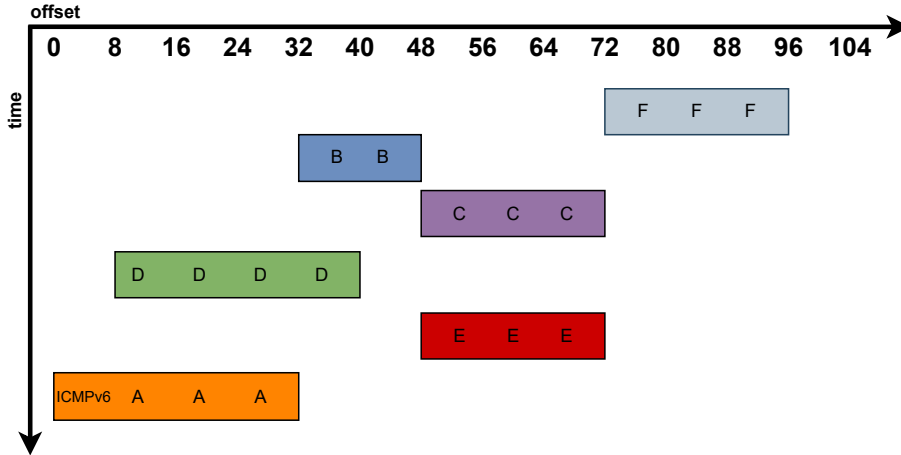 offset
0 8 16 24 32 40 48 56 64 72 80 88 96 104
time
F F F
B B
C C C
D D D D
E E E
ICMPv6 A A A